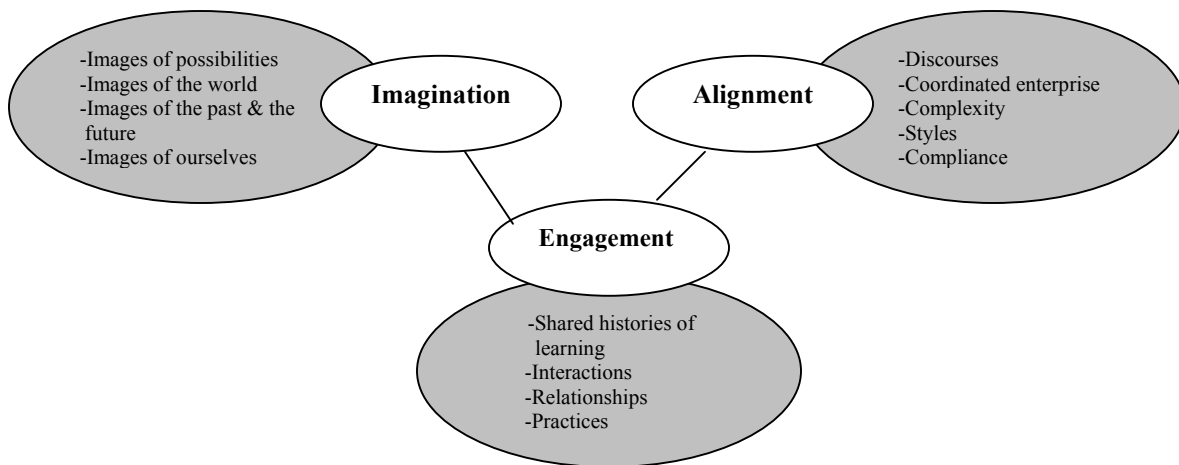 -Images of possibilities
-Images of the world
-Images of the past & the
future
-Images of ourselves
Imagination
Alignment
-Discourses
-Coordinated enterprise
-Complexity
-Styles
-Compliance
Engagement
-Shared histories of
learning
-Interactions
-Relationships
-Practices